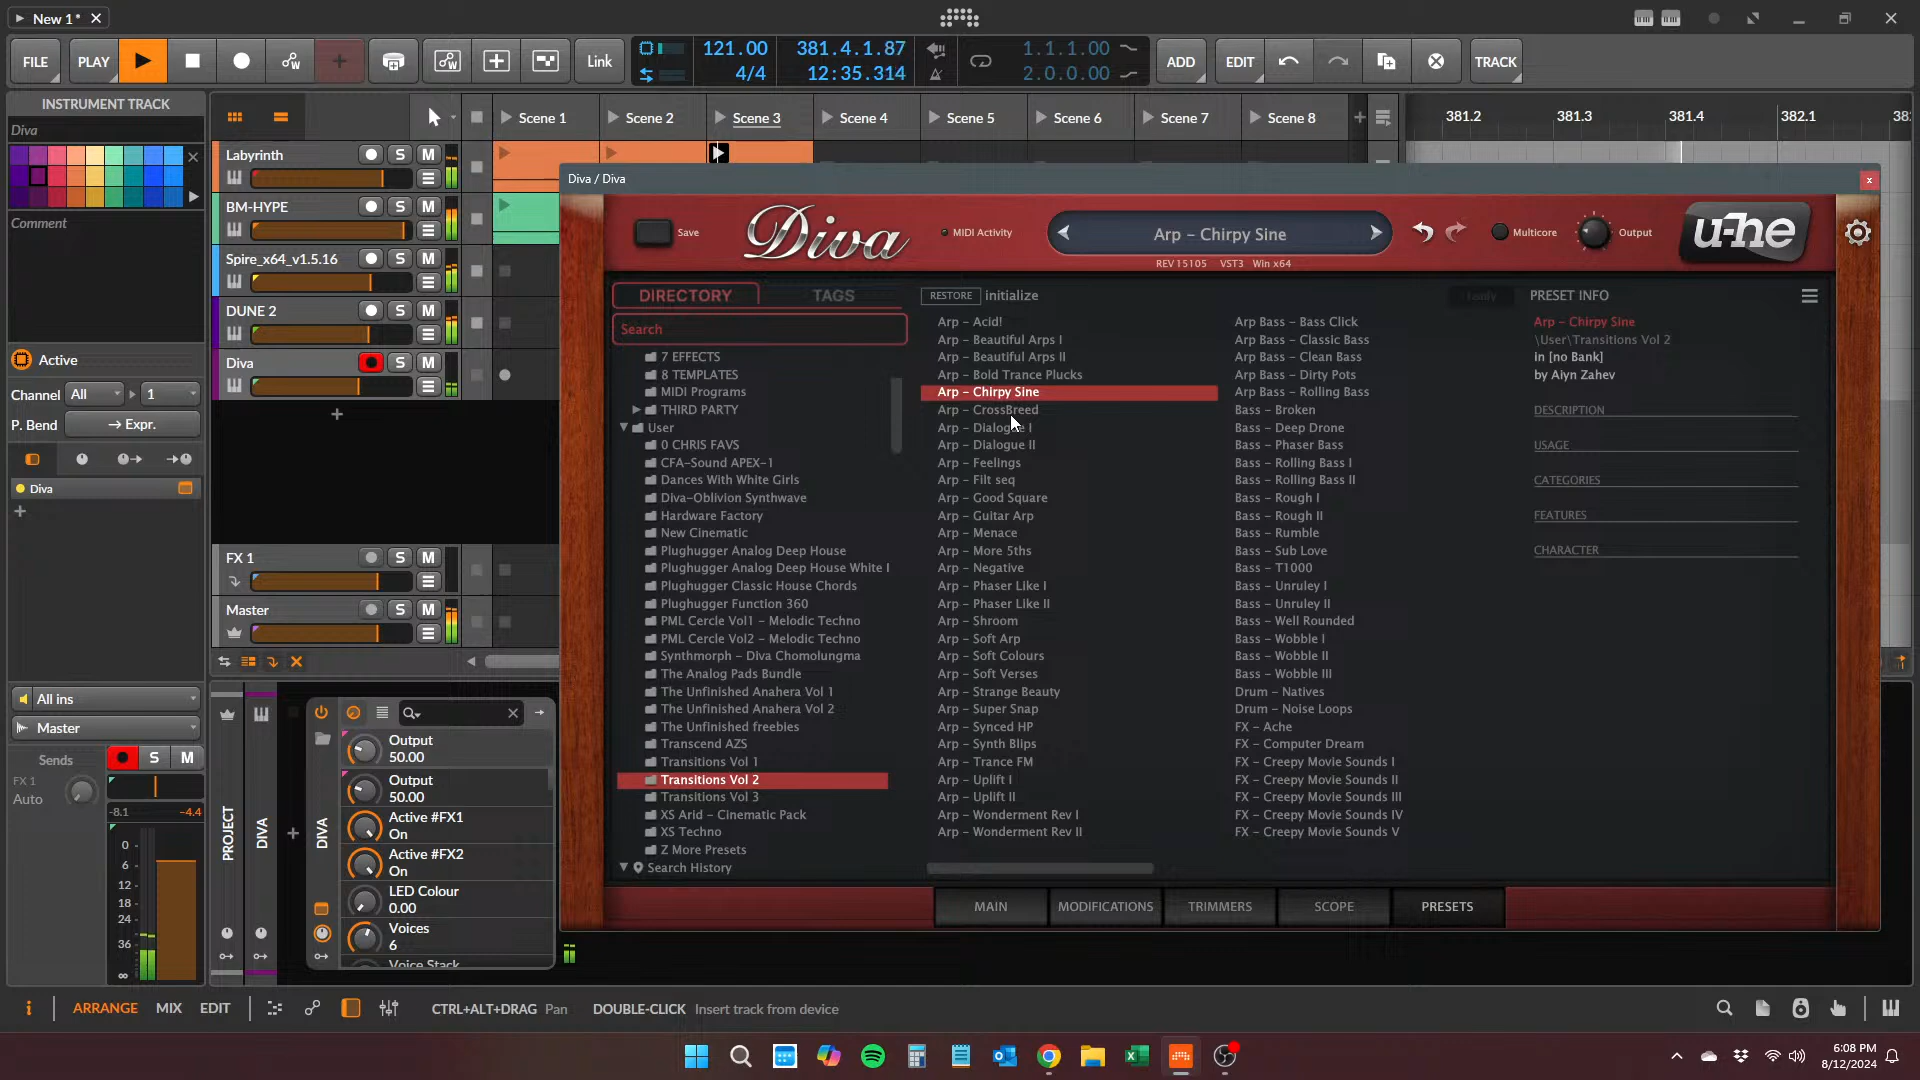 New 1*
FILE
PLAY
Link
121.00
4/4
381.4.1.87
12:35.314
1.1.1.00
2.0.0.00
ADD
EDIT
TRACK
INSTRUMENT TRACK
Diva
Comment
Active
Channel All 1
P. Bend → Expr.
Diva
All ins
Master
Sends
FX 1
Auto
S
M
-8.1
-4.4
0
6
12
18
24
36
∞
Scene 1
Scene 2
Scene 3
Scene 4
Scene 5
Scene 6
Scene 7
Scene 8
381.2
381.3
381.4
382.1
38
Labyrinth S M
BM-HYPE S M
Spire_x64_v1.5.16 S M
DUNE 2 S M
Diva S M
FX 1 S M
Master S M
PROJECT
DIVA
DIVA
Output
50.00
Output
50.00
Active #FX1
On
Active #FX2
On
LED Colour
0.00
Voices
6
Voice Stack
Diva / Diva
x
Save
Diva
MIDI Activity
Arp – Chirpy Sine
REV 15105 VST3 Win x64
Multicore
Output
u-he
DIRECTORY
TAGS
Search
7 EFFECTS
8 TEMPLATES
MIDI Programs
THIRD PARTY
User
0 CHRIS FAVS
CFA-Sound APEX-1
Dances With White Girls
Diva-Oblivion Synthwave
Hardware Factory
New Cinematic
Plughugger Analog Deep House
Plughugger Analog Deep House White I
Plughugger Classic House Chords
Plughugger Function 360
PML Cercle Vol1 – Melodic Techno
PML Cercle Vol2 – Melodic Techno
Synthmorph – Diva Chomolungma
The Analog Pads Bundle
The Unfinished Anahera Vol 1
The Unfinished Anahera Vol 2
The Unfinished freebies
Transcend AZS
Transitions Vol 1
Transitions Vol 2
Transitions Vol 3
XS Arid – Cinematic Pack
XS Techno
Z More Presets
Search History
RESTORE initialize
Arp – Acid!
Arp – Beautiful Arps I
Arp – Beautiful Arps II
Arp – Bold Trance Plucks
Arp – Chirpy Sine
Arp – CrossBreed
Arp – Dialogue I
Arp – Dialogue II
Arp – Feelings
Arp – Filt seq
Arp – Good Square
Arp – Guitar Arp
Arp – Menace
Arp – More 5ths
Arp – Negative
Arp – Phaser Like I
Arp – Phaser Like II
Arp – Shroom
Arp – Soft Arp
Arp – Soft Colours
Arp – Soft Verses
Arp – Strange Beauty
Arp – Super Snap
Arp – Synced HP
Arp – Synth Blips
Arp – Trance FM
Arp – Uplift I
Arp – Uplift II
Arp – Wonderment Rev I
Arp – Wonderment Rev II
Arp Bass – Bass Click
Arp Bass – Classic Bass
Arp Bass – Clean Bass
Arp Bass – Dirty Pots
Arp Bass – Rolling Bass
Bass – Broken
Bass – Deep Drone
Bass – Phaser Bass
Bass – Rolling Bass I
Bass – Rolling Bass II
Bass – Rough I
Bass – Rough II
Bass – Rumble
Bass – Sub Love
Bass – T1000
Bass – Unruley I
Bass – Unruley II
Bass – Well Rounded
Bass – Wobble I
Bass – Wobble II
Bass – Wobble III
Drum – Natives
Drum – Noise Loops
FX – Ache
FX – Computer Dream
FX – Creepy Movie Sounds I
FX – Creepy Movie Sounds II
FX – Creepy Movie Sounds III
FX – Creepy Movie Sounds IV
FX – Creepy Movie Sounds V
PRESET INFO
Arp – Chirpy Sine
\User\Transitions Vol 2
in [no Bank]
by Aiyn Zahev
DESCRIPTION
USAGE
CATEGORIES
FEATURES
CHARACTER
MAIN
MODIFICATIONS
TRIMMERS
SCOPE
PRESETS
i
ARRANGE
MIX
EDIT
CTRL+ALT+DRAG Pan
DOUBLE-CLICK Insert track from device
6:08 PM
8/12/2024